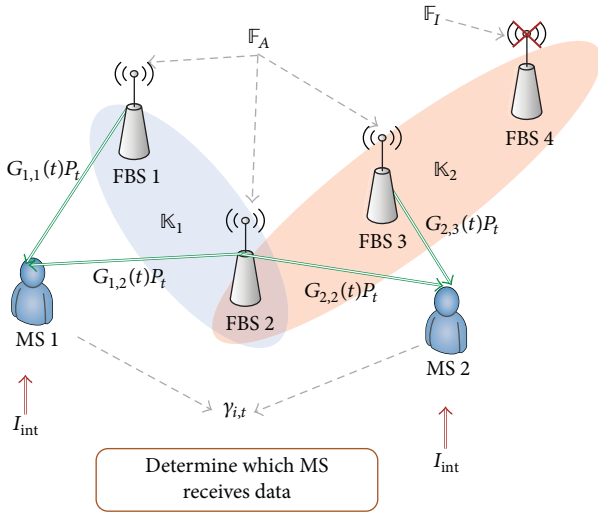 𝔽_A
𝔽_I
FBS 1
FBS 4
G_{1,1}(t)P_t
𝕂_1
𝕂_2
FBS 3
G_{2,3}(t)P_t
G_{1,2}(t)P_t
G_{2,2}(t)P_t
FBS 2
MS 1
MS 2
γ_{i,t}
I_int
I_int
Determine which MS
receives data